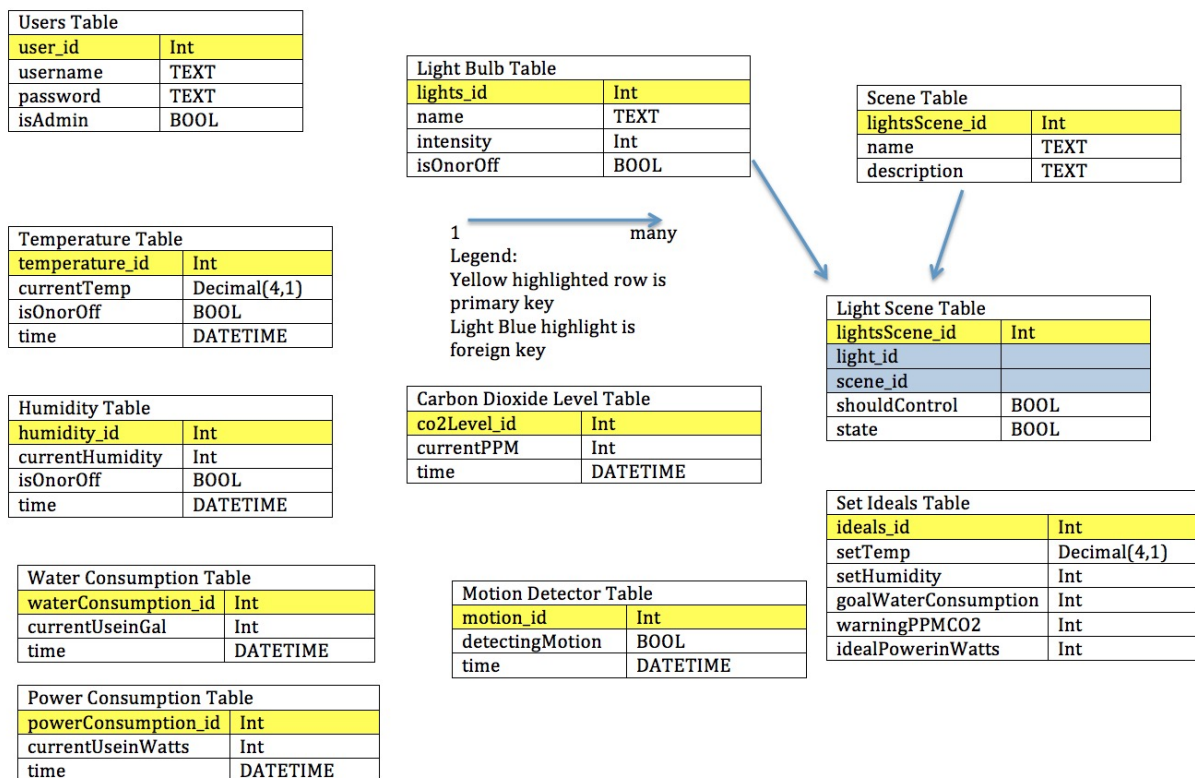 Users Table
user_id Int
username TEXT
password TEXT
isAdmin BOOL
Light Bulb Table
lights_id Int
name TEXT
intensity Int
isOnorOff BOOL
Scene Table
lightsScene_id Int
name TEXT
description TEXT
Temperature Table
temperature_id Int
currentTemp Decimal(4,1)
isOnorOff BOOL
time DATETIME
1 many
Legend:
Yellow highlighted row is
primary key
Light Blue highlight is
foreign key
Light Scene Table
lightsScene_id Int
light_id
scene_id
shouldControl BOOL
state BOOL
Humidity Table
humidity_id Int
currentHumidity Int
isOnorOff BOOL
time DATETIME
Carbon Dioxide Level Table
co2Level_id Int
currentPPM Int
time DATETIME
Set Ideals Table
ideals_id Int
setTemp Decimal(4,1)
setHumidity Int
goalWaterConsumption Int
warningPPMCO2 Int
idealPowerinWatts Int
Water Consumption Table
waterConsumption_id Int
currentUseinGal Int
time DATETIME
Motion Detector Table
motion_id Int
detectingMotion BOOL
time DATETIME
Power Consumption Table
powerConsumption_id Int
currentUseinWatts Int
time DATETIME